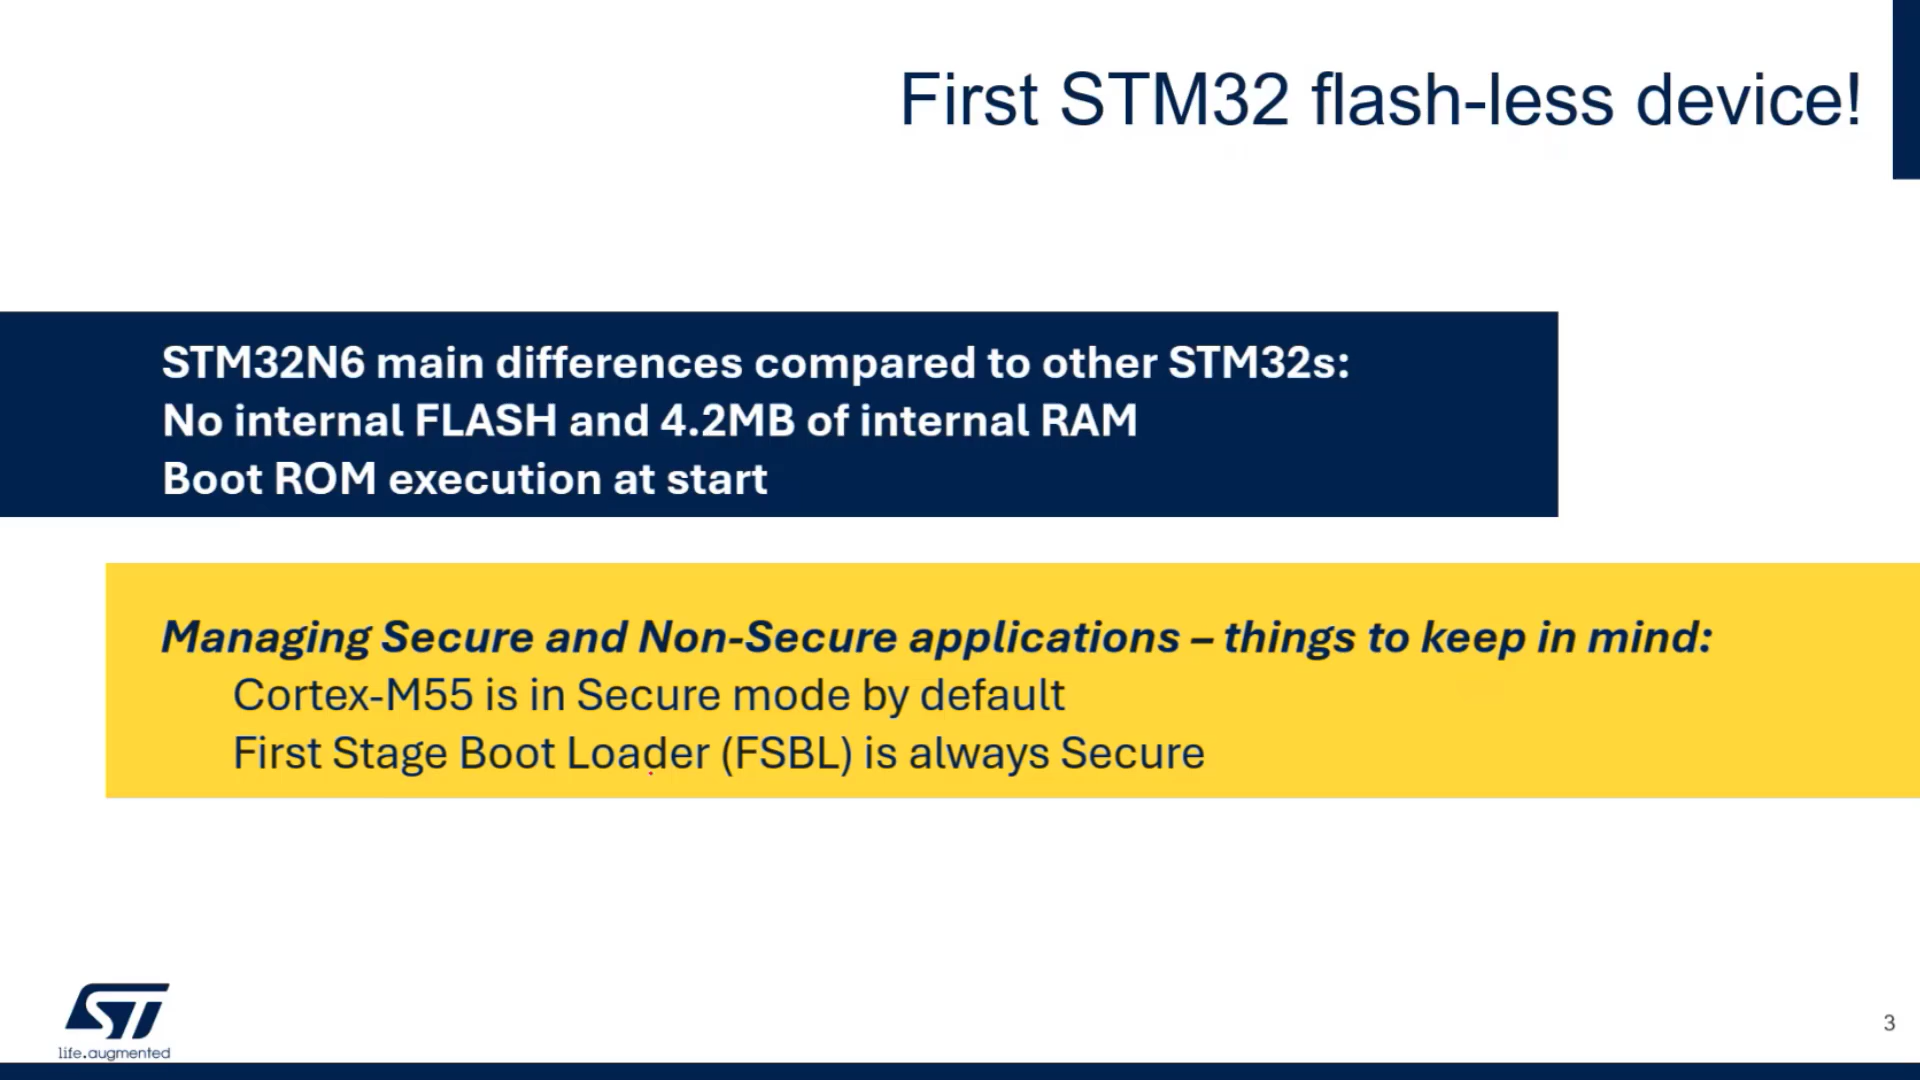 First STM32 flash-less device!
STM32N6 main differences compared to other STM32s:
No internal FLASH and 4.2MB of internal RAM
Boot ROM execution at start
Managing Secure and Non-Secure applications – things to keep in mind:
Cortex-M55 is in Secure mode by default
First Stage Boot Loader (FSBL) is always Secure
ST
life.augmented
3